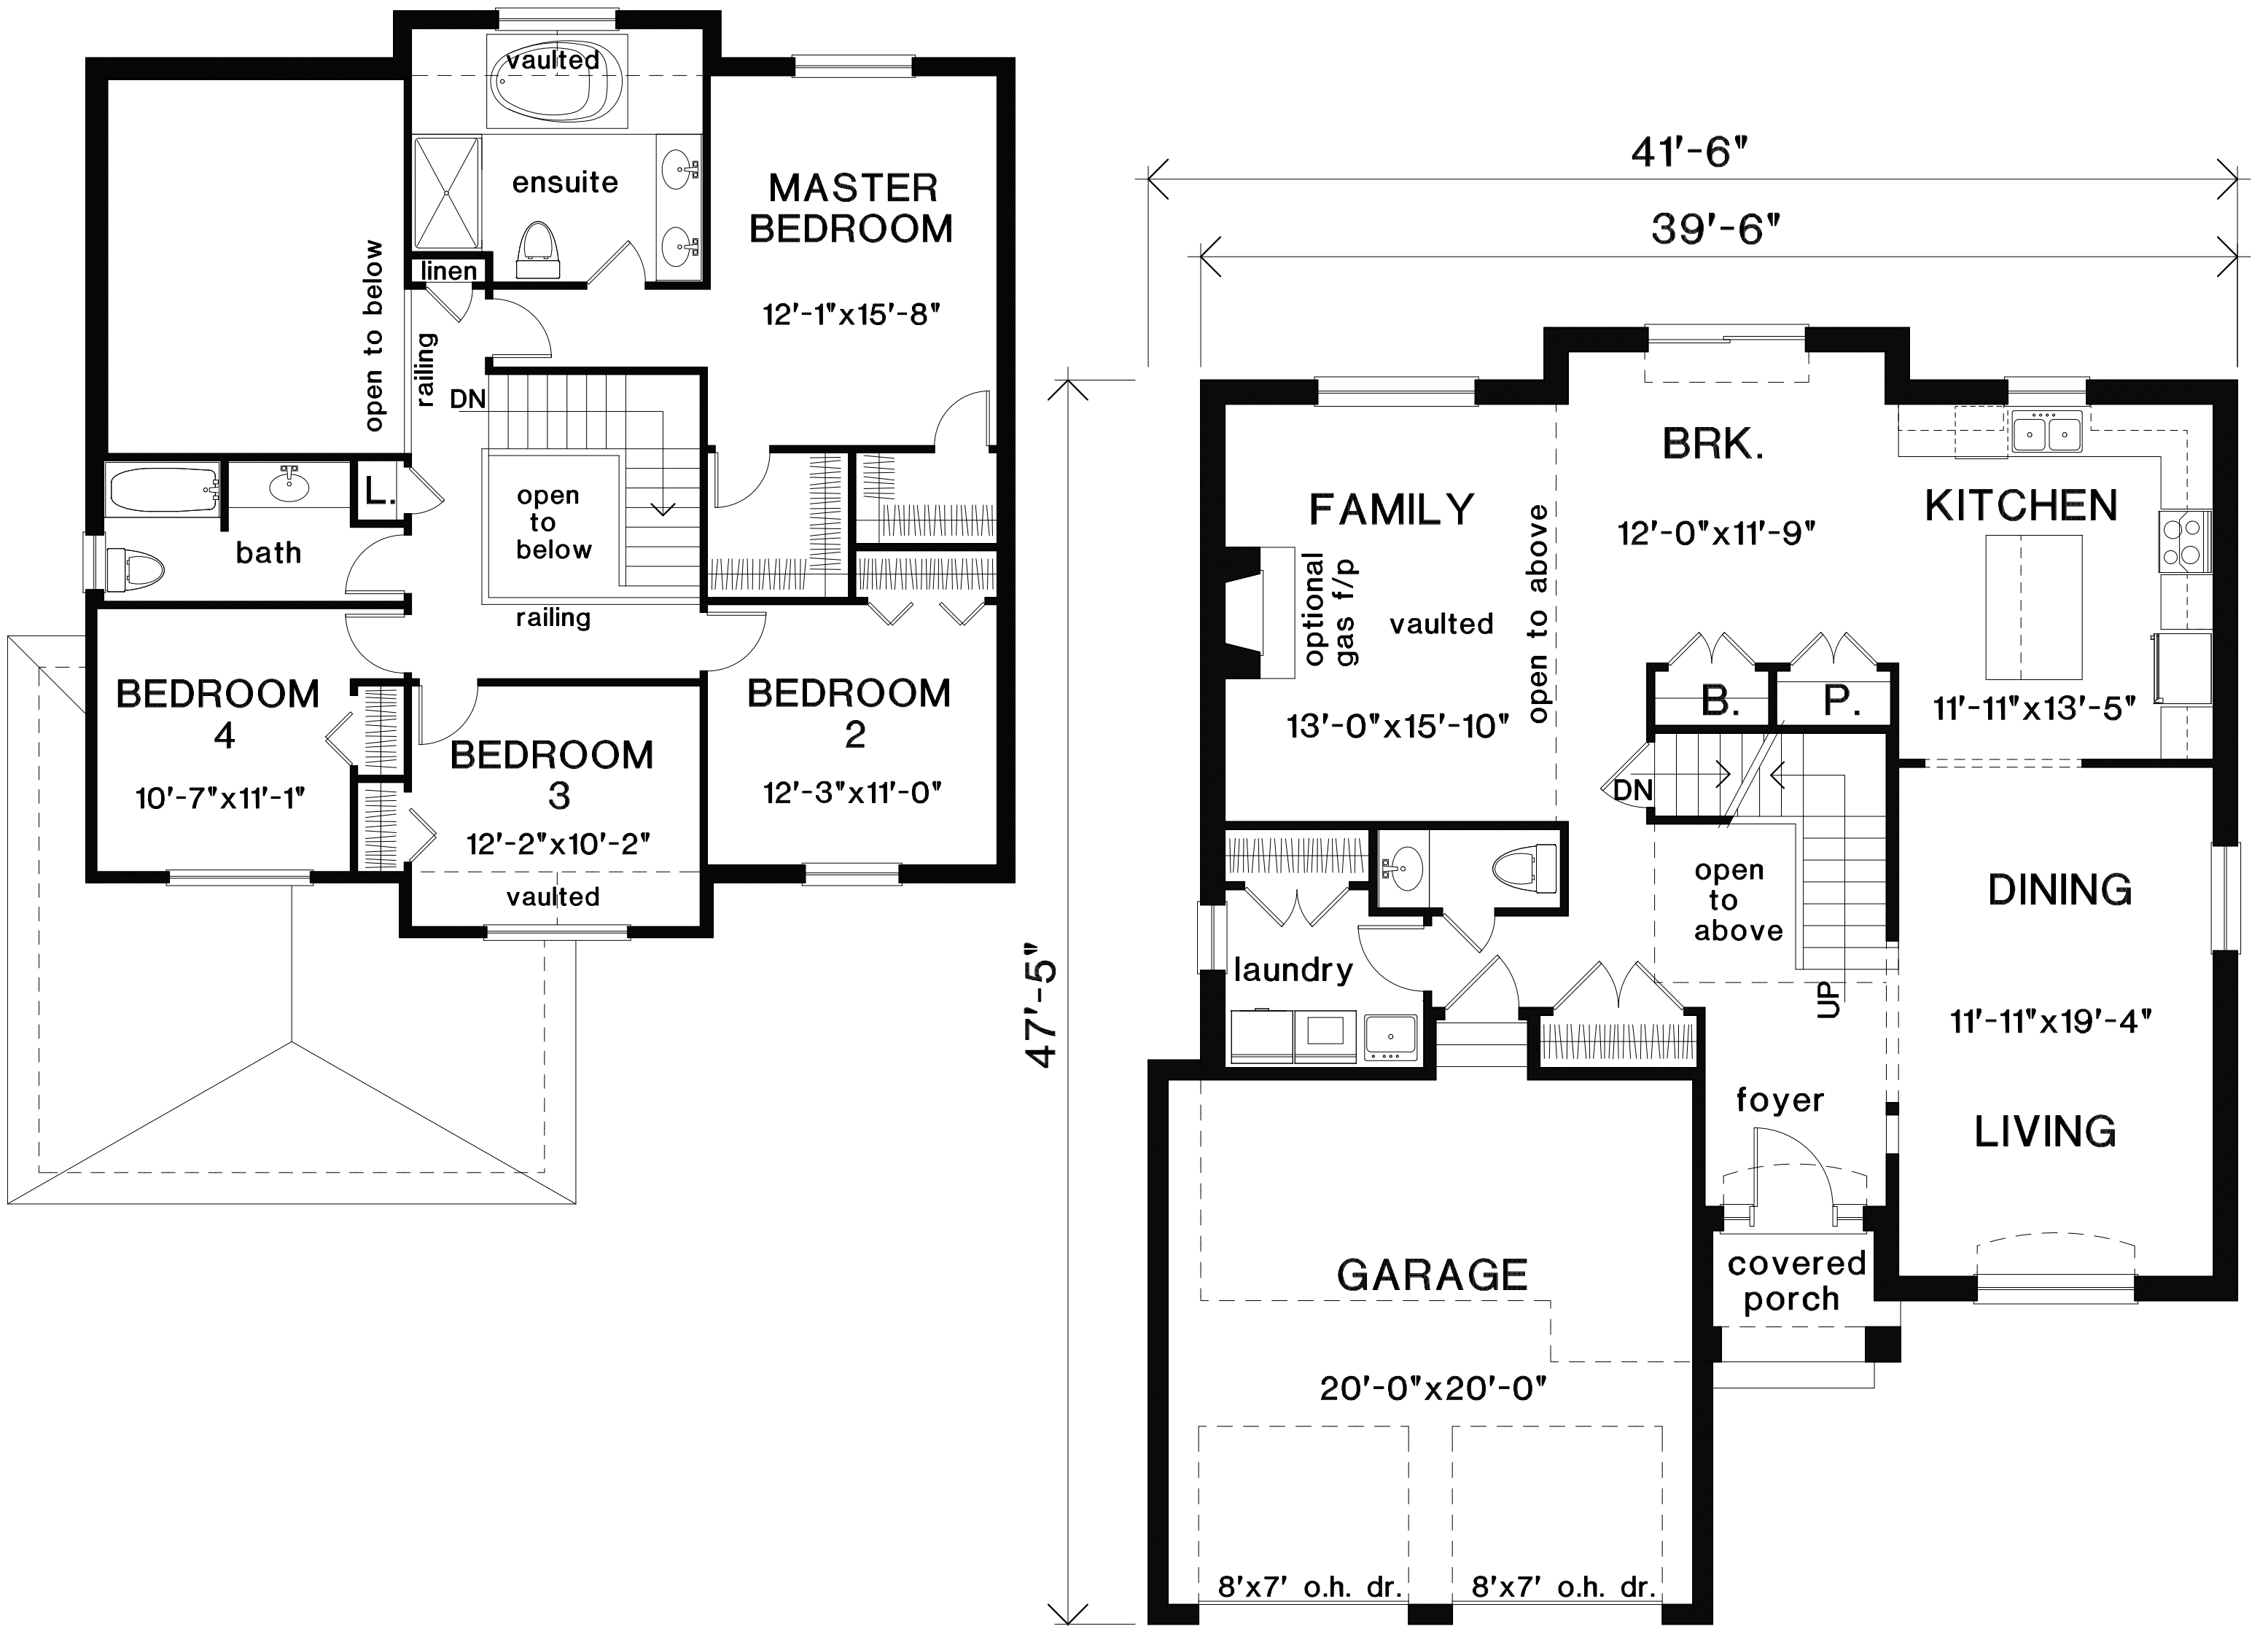 vaulted
ensuite
MASTER
BEDROOM
12'-1"x15'-8"
linen
open to below
railing
DN
L.
bath
open
to
below
railing
BEDROOM
4
10'-7"x11'-1"
BEDROOM
3
12'-2"x10'-2"
vaulted
BEDROOM
2
12'-3"x11'-0"
41'-6"
39'-6"
47'-5"
BRK.
12'-0"x11'-9"
FAMILY
optional
gas f/p
vaulted
13'-0"x15'-10"
open to above
KITCHEN
11'-11"x13'-5"
B.
P.
DN
open
to
above
UP
DINING
11'-11"x19'-4"
LIVING
laundry
foyer
covered
porch
GARAGE
20'-0"x20'-0"
8'x7' o.h. dr.
8'x7' o.h. dr.